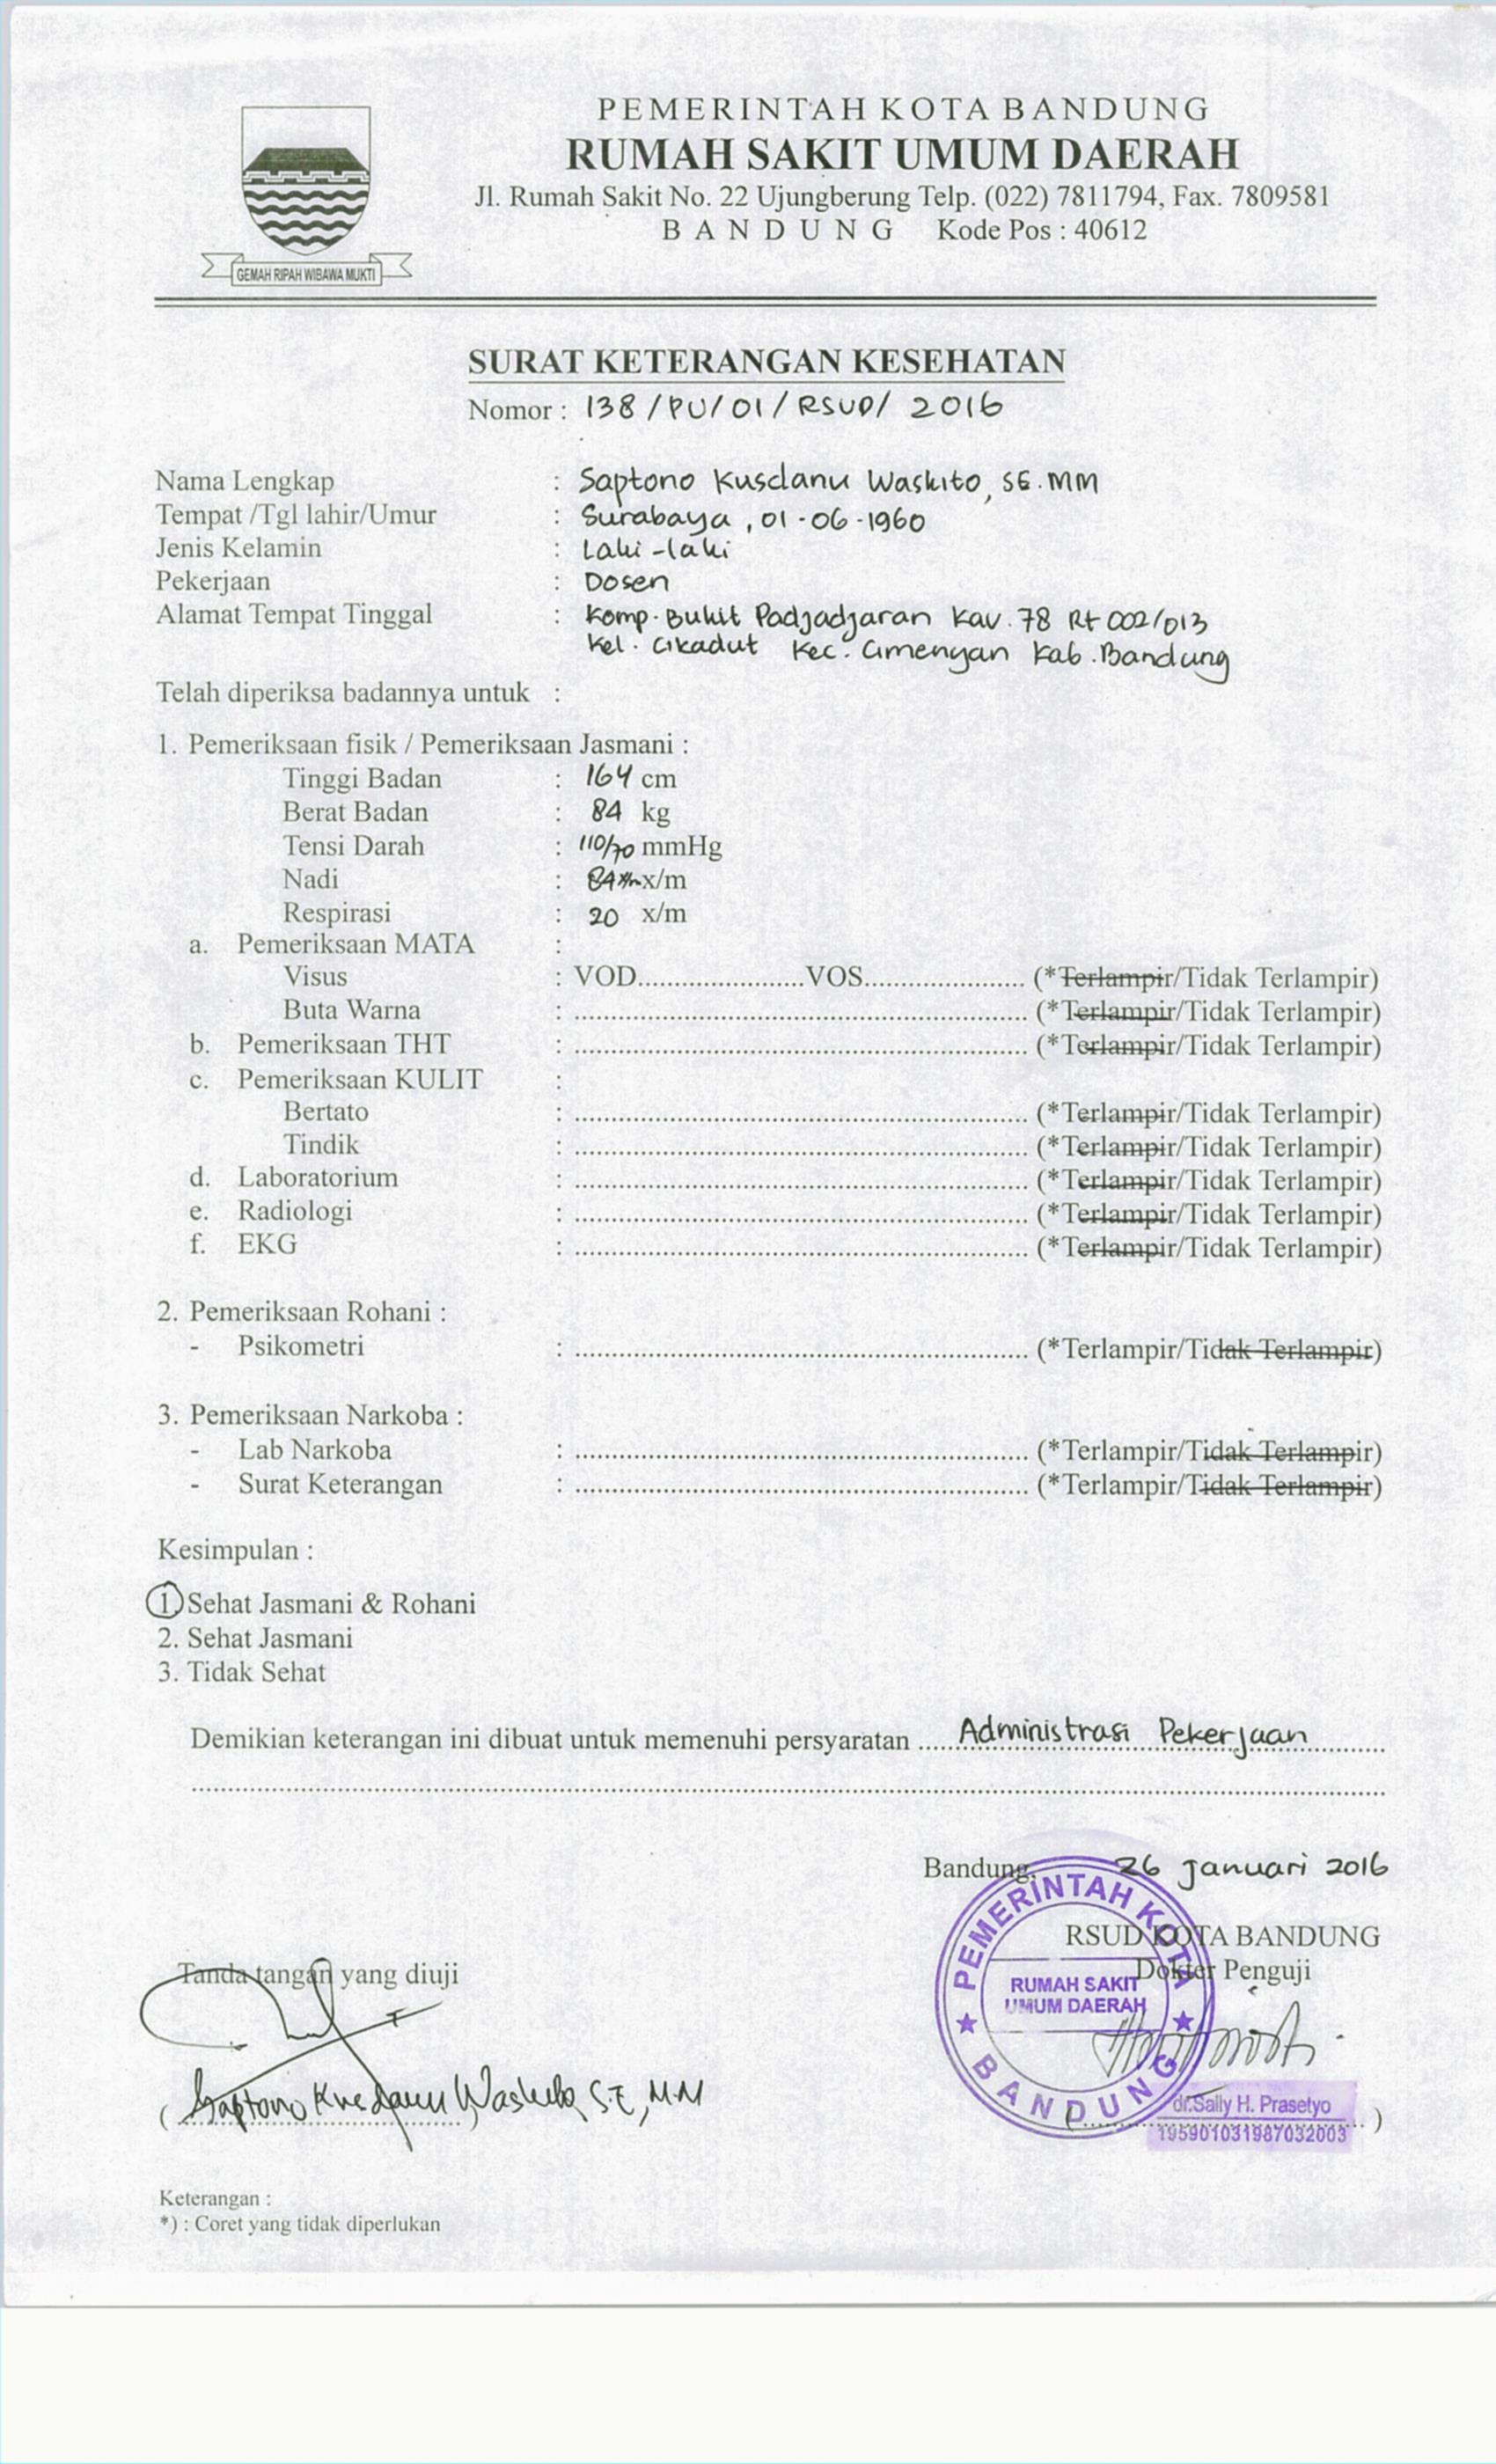 PEMERINTAH KOTA BANDUNG
RUMAH SAKIT UMUM DAERAH
Jl. Rumah Sakit No. 22 Ujungberung Telp. (022) 7811794, Fax. 7809581
BANDUNG Kode Pos : 40612
GEMAH RIPAH WIBAWA MUKTI
SURAT KETERANGAN KESEHATAN
Nomor : 138/PU/01/RSUD/ 2016
Nama Lengkap : Saptono Kusdanu Waskito, SE.MM
Tempat /Tgl lahir/Umur : Surabaya, 01-06-1960
Jenis Kelamin : Laki-laki
Pekerjaan : Dosen
Alamat Tempat Tinggal : Komp. Bukit Padjadjaran Kav. 78 Rt 002/013
Kel. Cikadut Kec. Cimenyan Kab. Bandung
Telah diperiksa badannya untuk :
1. Pemeriksaan fisik / Pemeriksaan Jasmani :
Tinggi Badan : 164 cm
Berat Badan : 84 kg
Tensi Darah : 110/70 mmHg
Nadi : 84 x/m x/m
Respirasi : 20 x/m
a. Pemeriksaan MATA :
Visus : VOD.......................VOS...................... (*Terlampir/Tidak Terlampir)
Buta Warna : .............................................................. (*Terlampir/Tidak Terlampir)
b. Pemeriksaan THT : .............................................................. (*Terlampir/Tidak Terlampir)
c. Pemeriksaan KULIT :
Bertato : .............................................................. (*Terlampir/Tidak Terlampir)
Tindik : .............................................................. (*Terlampir/Tidak Terlampir)
d. Laboratorium : .............................................................. (*Terlampir/Tidak Terlampir)
e. Radiologi : .............................................................. (*Terlampir/Tidak Terlampir)
f. EKG : .............................................................. (*Terlampir/Tidak Terlampir)
2. Pemeriksaan Rohani :
- Psikometri : .............................................................. (*Terlampir/Tidak Terlampir)
3. Pemeriksaan Narkoba :
- Lab Narkoba : .............................................................. (*Terlampir/Tidak Terlampir)
- Surat Keterangan : .............................................................. (*Terlampir/Tidak Terlampir)
Kesimpulan :
1. Sehat Jasmani & Rohani
2. Sehat Jasmani
3. Tidak Sehat
Demikian keterangan ini dibuat untuk memenuhi persyaratan ..... Administrasi Pekerjaan ..........
Bandung, 26 Januari 2016
RSUD KOTA BANDUNG
Dokter Penguji
PEMERINTAH KOTA
RUMAH SAKIT
UMUM DAERAH
BANDUNG
Tanda tangan yang diuji
( Saptono Kusdanu Waskito, S.E, M.M )
dr.Sally H. Prasetyo
195901031987032003
Keterangan :
*) : Coret yang tidak diperlukan